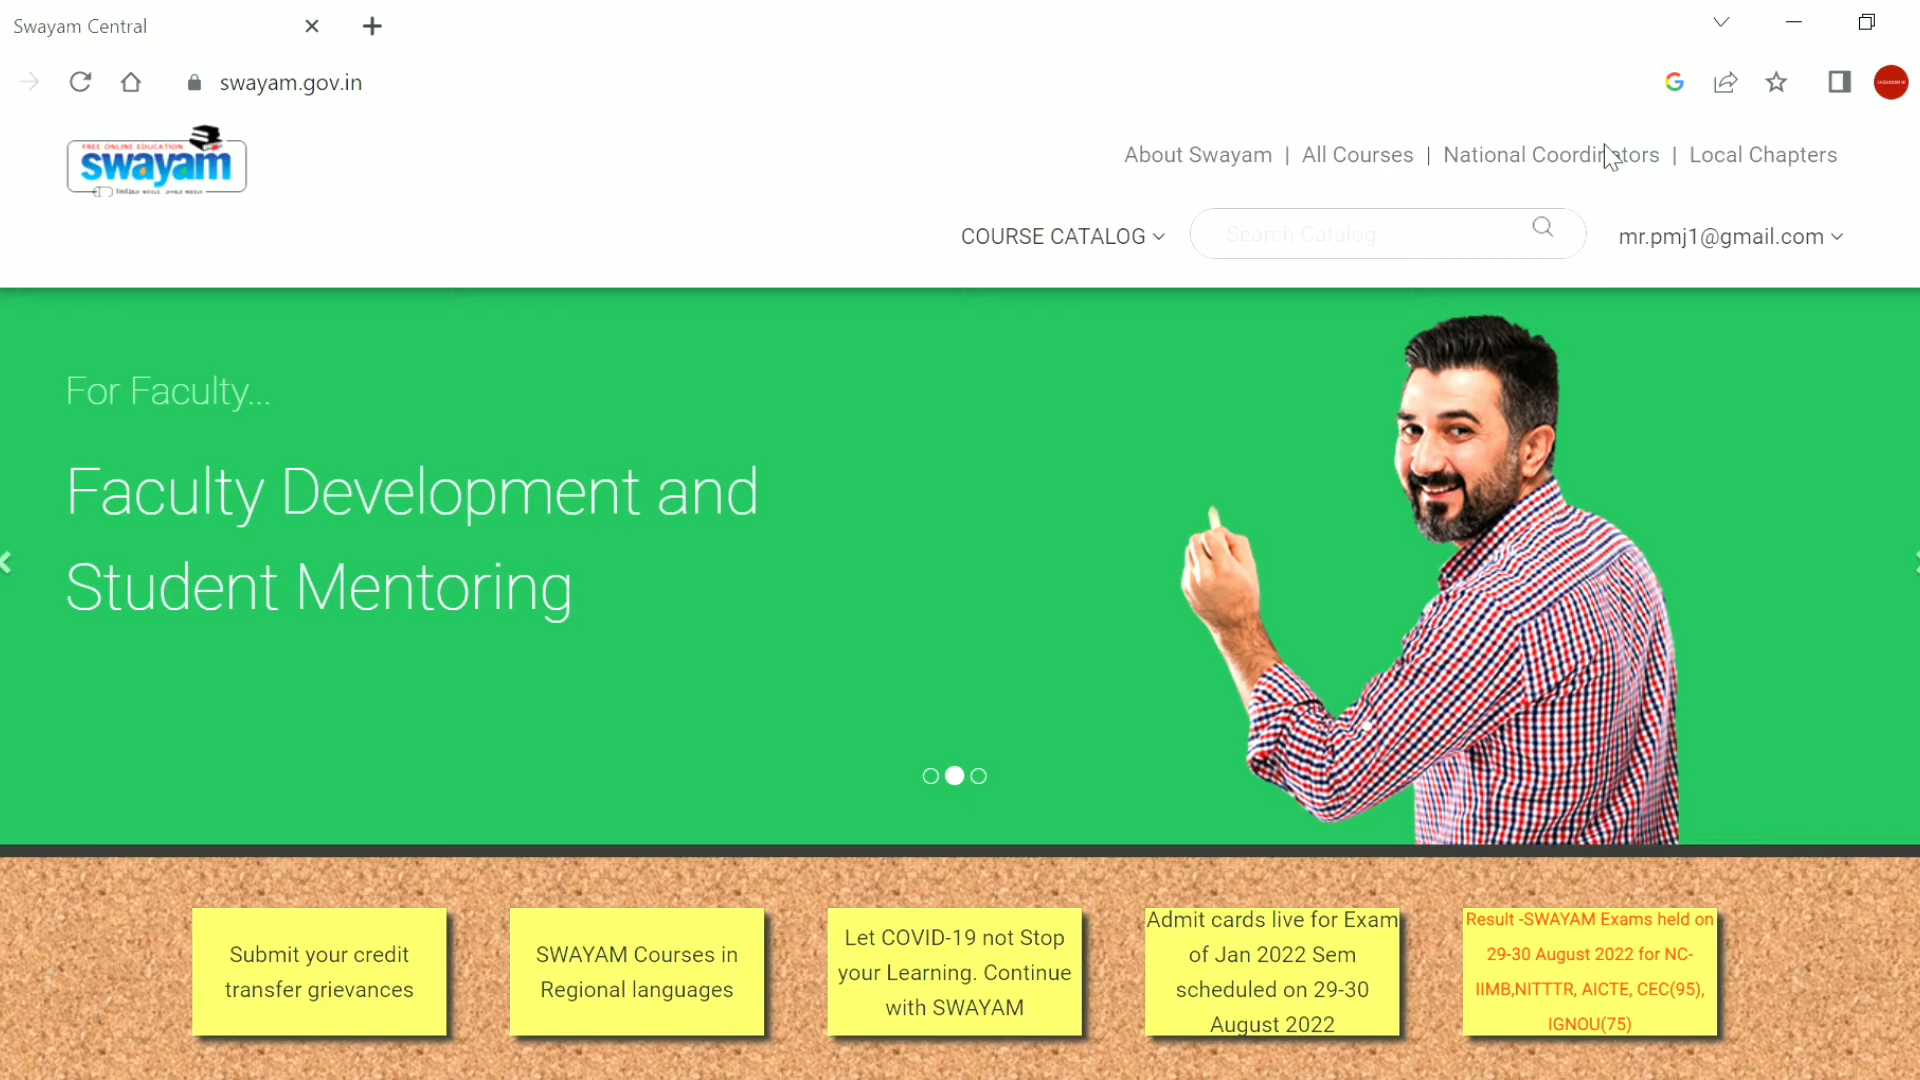 Swayam Central
swayam.gov.in
FREE ONLINE EDUCATION
swayam
About Swayam | All Courses | National Coordinators | Local Chapters
COURSE CATALOG
Search Catalog...
mr.pmj1@gmail.com
For Faculty...
Faculty Development and
Student Mentoring
Submit your credit
transfer grievances
SWAYAM Courses in
Regional languages
Let COVID-19 not Stop
your Learning. Continue
with SWAYAM
Admit cards live for Exam
of Jan 2022 Sem
scheduled on 29-30
August 2022
Result -SWAYAM Exams held on
29-30 August 2022 for NC-
IIMB,NITTTR, AICTE, CEC(95),
IGNOU(75)